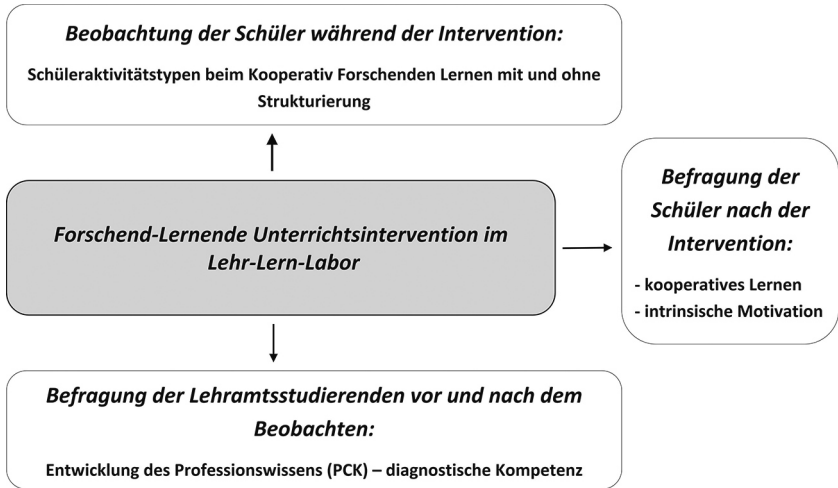 Beobachtung der Schüler während der Intervention:
Schüleraktivitätstypen beim Kooperativ Forschenden Lernen mit und ohne
Strukturierung
Forschend-Lernende Unterrichtsintervention im
Lehr-Lern-Labor
Befragung der
Schüler nach der
Intervention:
- kooperatives Lernen
- intrinsische Motivation
Befragung der Lehramtsstudierenden vor und nach dem
Beobachten:
Entwicklung des Professionswissens (PCK) – diagnostische Kompetenz